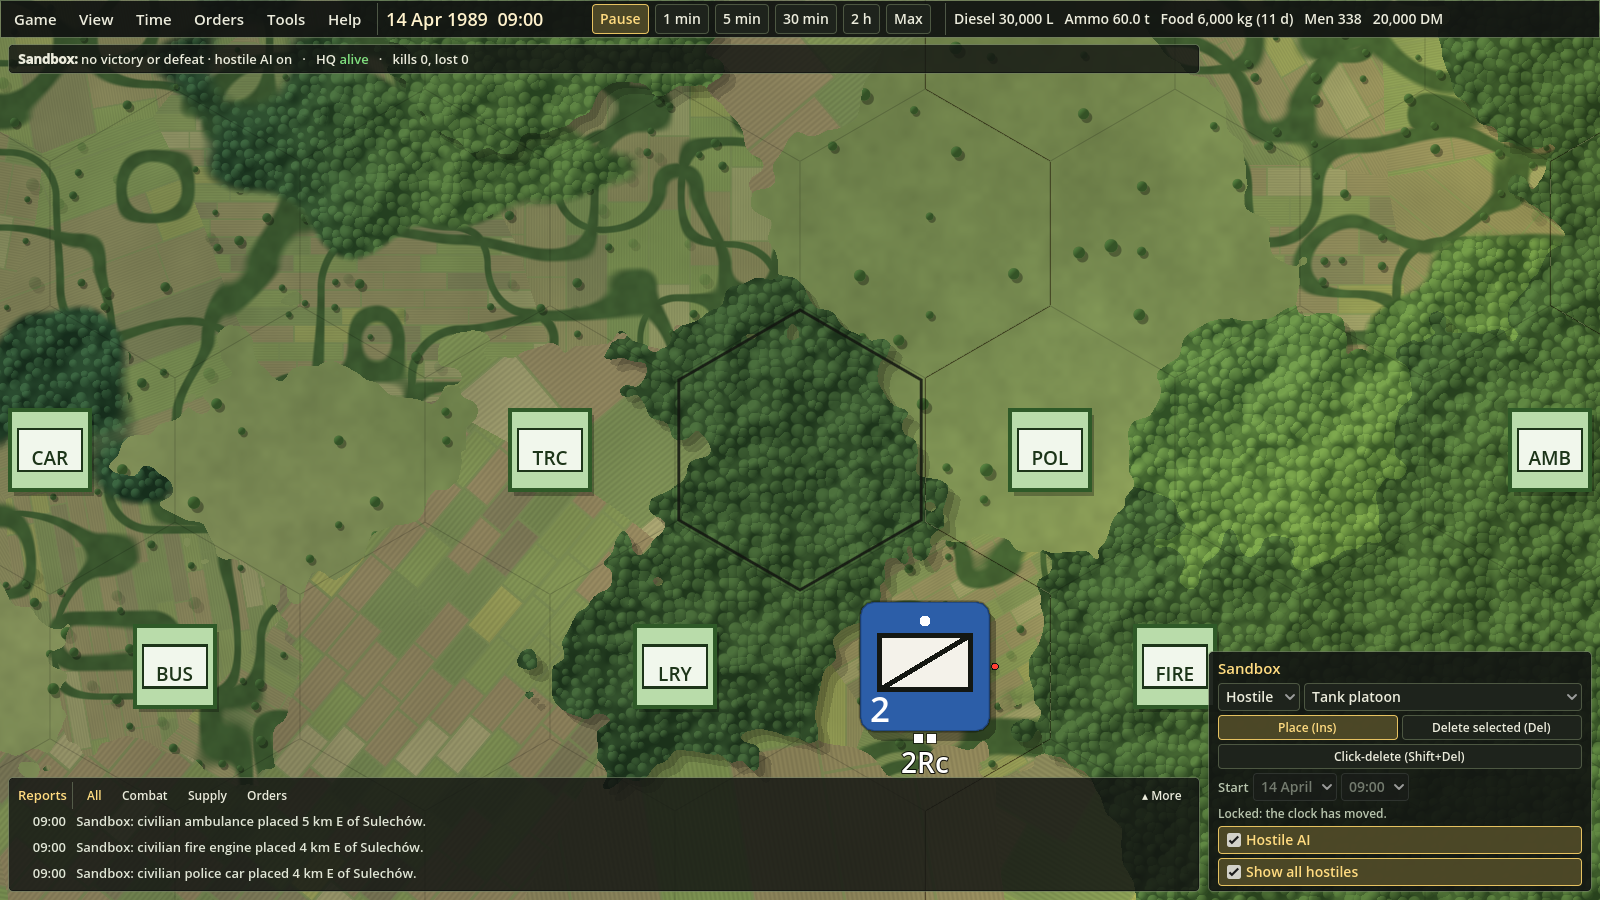 Game View Time Orders Tools Help 14 Apr 1989 09:00 Pause 1 min 5 min 30 min 2 h Max Diesel 30,000 L Ammo 60.0 t Food 6,000 kg (11 d) Men 338 20,000 DM
Sandbox: no victory or defeat · hostile AI on · HQ alive · kills 0, lost 0
CAR TRC POL AMB
BUS LRY FIRE
2
2Rc
Sandbox
Hostile Tank platoon
Place (Ins) Delete selected (Del)
Click-delete (Shift+Del)
Start 14 April 09:00
Locked: the clock has moved.
Hostile AI
Show all hostiles
Reports All Combat Supply Orders ▴ More
09:00 Sandbox: civilian ambulance placed 5 km E of Sulechów.
09:00 Sandbox: civilian fire engine placed 4 km E of Sulechów.
09:00 Sandbox: civilian police car placed 4 km E of Sulechów.